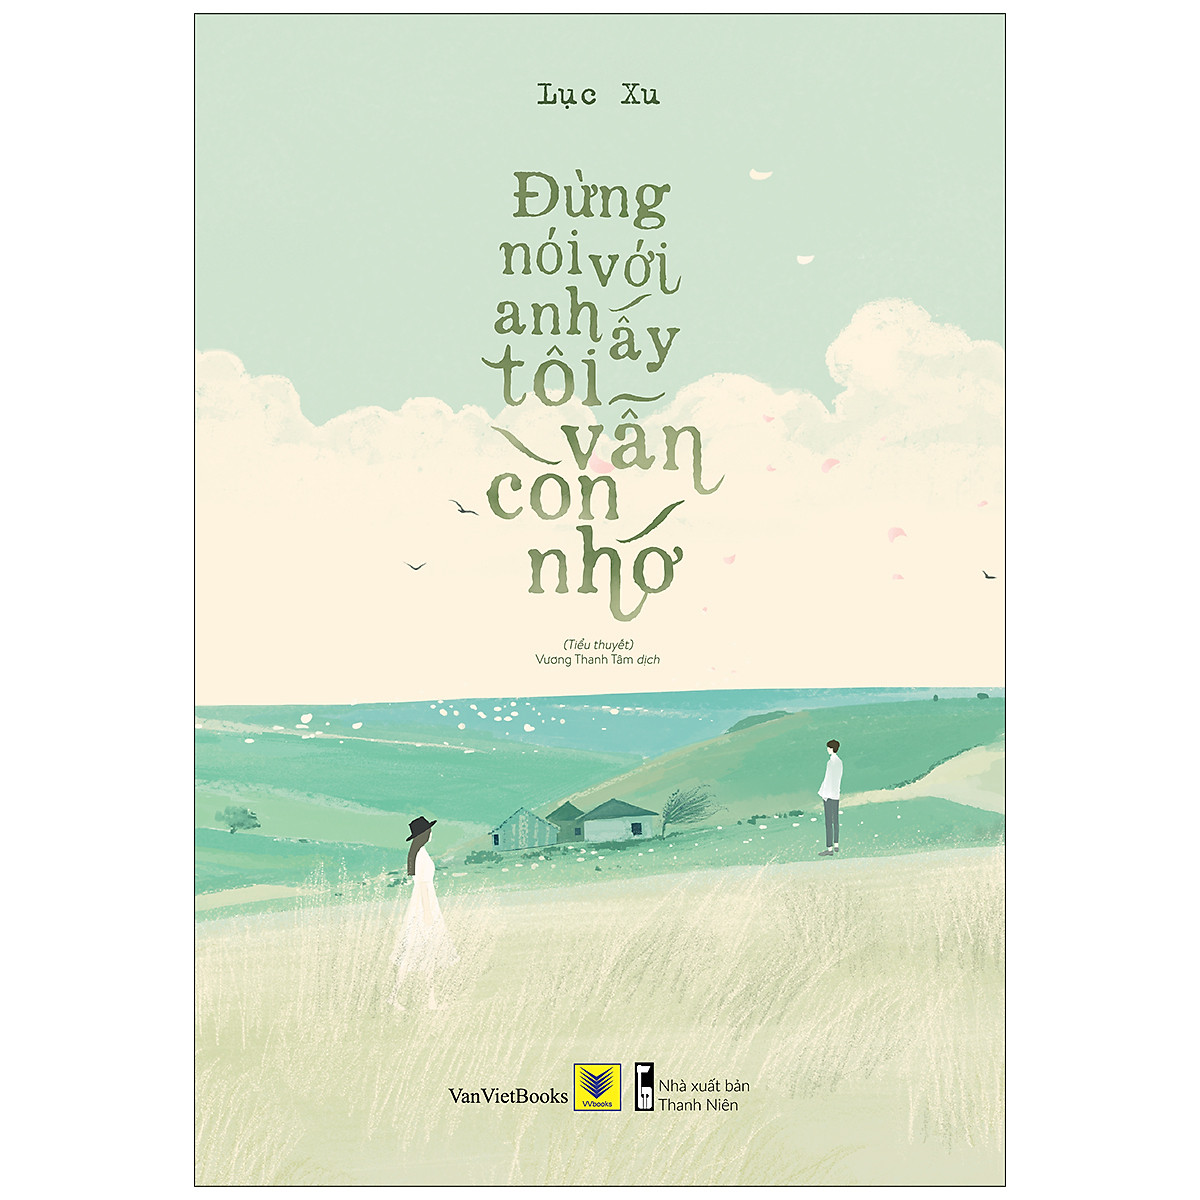 Lục Xu
Đừng
nói với
anh ấy
tôi
vẫn
còn
nhớ
(Tiểu thuyết)
Vương Thanh Tâm dịch
VanVietBooks
VVbooks
Nhà xuất bản
Thanh Niên